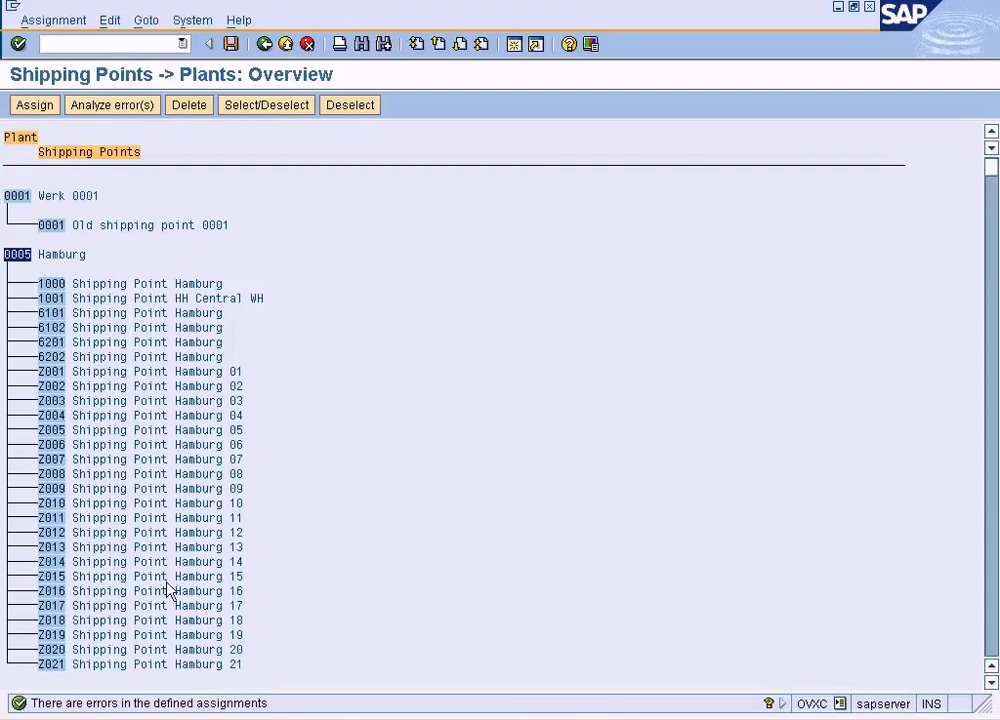 Assignment Edit Goto System Help
SAP
Shipping Points -> Plants: Overview
Assign Analyze error(s) Delete Select/Deselect Deselect
Plant
Shipping Points
0001 Werk 0001
0001 Old shipping point 0001
0005 Hamburg
1000 Shipping Point Hamburg
1001 Shipping Point HH Central WH
6101 Shipping Point Hamburg
6102 Shipping Point Hamburg
6201 Shipping Point Hamburg
6202 Shipping Point Hamburg
Z001 Shipping Point Hamburg 01
Z002 Shipping Point Hamburg 02
Z003 Shipping Point Hamburg 03
Z004 Shipping Point Hamburg 04
Z005 Shipping Point Hamburg 05
Z006 Shipping Point Hamburg 06
Z007 Shipping Point Hamburg 07
Z008 Shipping Point Hamburg 08
Z009 Shipping Point Hamburg 09
Z010 Shipping Point Hamburg 10
Z011 Shipping Point Hamburg 11
Z012 Shipping Point Hamburg 12
Z013 Shipping Point Hamburg 13
Z014 Shipping Point Hamburg 14
Z015 Shipping Point Hamburg 15
Z016 Shipping Point Hamburg 16
Z017 Shipping Point Hamburg 17
Z018 Shipping Point Hamburg 18
Z019 Shipping Point Hamburg 19
Z020 Shipping Point Hamburg 20
Z021 Shipping Point Hamburg 21
There are errors in the defined assignments OVXC sapserver INS